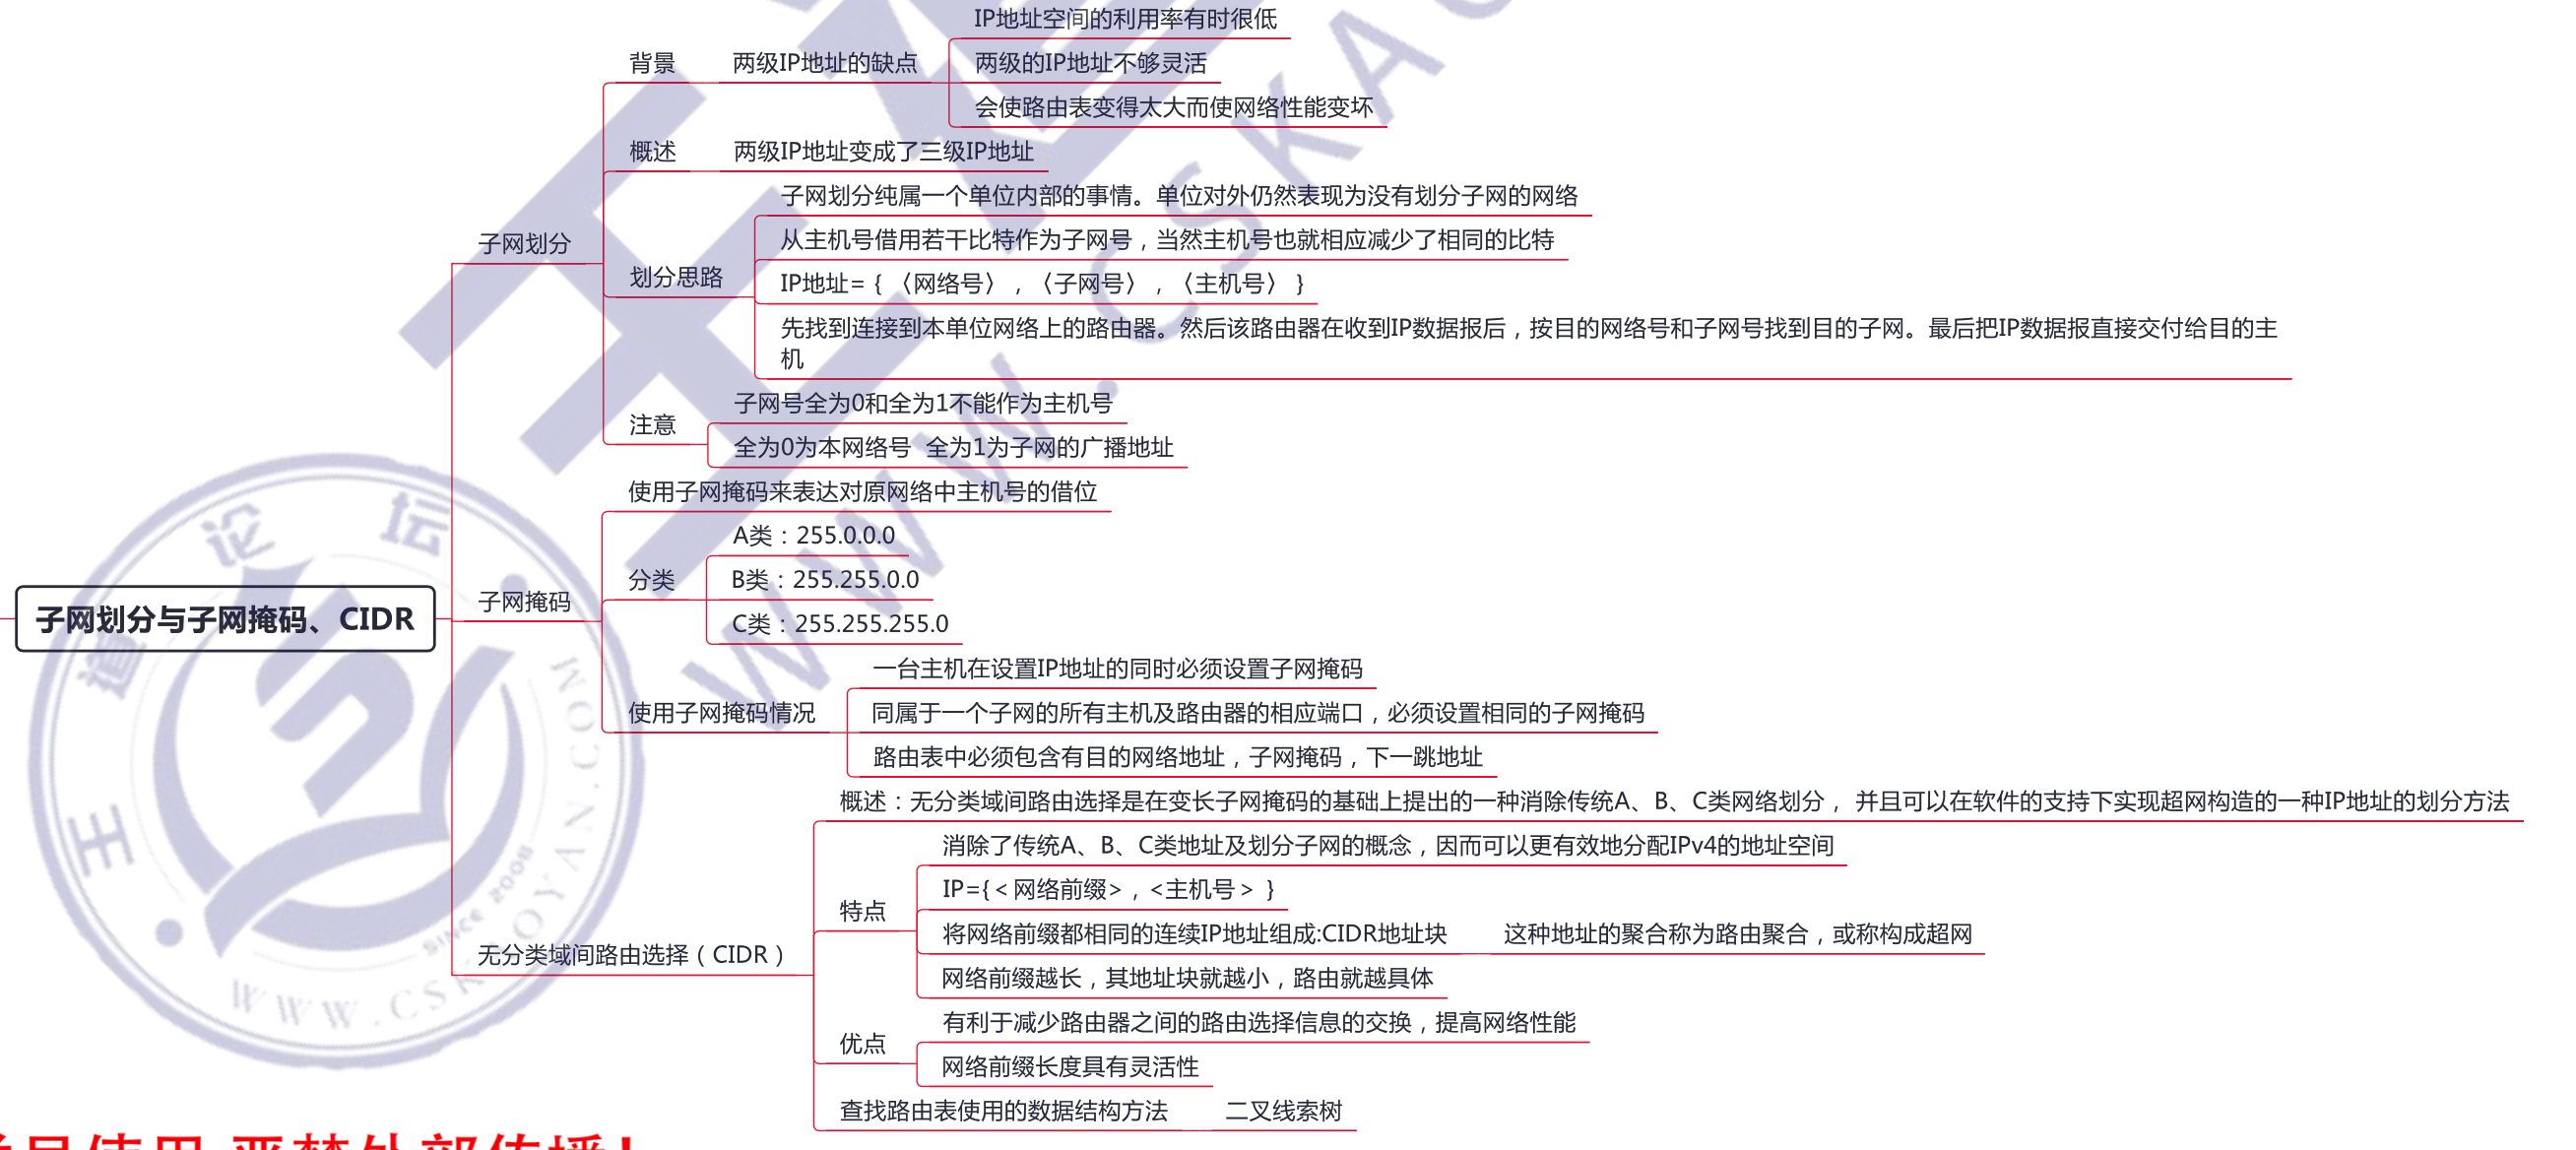 IP地址空间的利用率有时很低
背景
两级IP地址的缺点
两级的IP地址不够灵活
会使路由表变得太大而使网络性能变坏
概述
两级IP地址变成了三级IP地址
子网划分纯属一个单位内部的事情。单位对外仍然表现为没有划分子网的网络
子网划分
从主机号借用若干比特作为子网号，当然主机号也就相应减少了相同的比特
划分思路
IP地址= { 〈网络号〉, 〈子网号〉, 〈主机号〉 }
先找到连接到本单位网络上的路由器。然后该路由器在收到IP数据报后，按目的网络号和子网号找到目的子网。最后把IP数据报直接交付给目的主
机
子网号全为0和全为1不能作为主机号
注意
全为0为本网络号 全为1为子网的广播地址
使用子网掩码来表达对原网络中主机号的借位
A类：255.0.0.0
分类
B类：255.255.0.0
子网掩码
C类：255.255.255.0
子网划分与子网掩码、CIDR
一台主机在设置IP地址的同时必须设置子网掩码
使用子网掩码情况
同属于一个子网的所有主机及路由器的相应端口，必须设置相同的子网掩码
路由表中必须包含有目的网络地址，子网掩码，下一跳地址
概述：无分类域间路由选择是在变长子网掩码的基础上提出的一种消除传统A、B、C类网络划分， 并且可以在软件的支持下实现超网构造的一种IP地址的划分方法
消除了传统A、B、C类地址及划分子网的概念，因而可以更有效地分配IPv4的地址空间
IP={＜网络前缀>，<主机号＞ }
特点
将网络前缀都相同的连续IP地址组成:CIDR地址块
这种地址的聚合称为路由聚合，或称构成超网
无分类域间路由选择（CIDR）
网络前缀越长，其地址块就越小，路由就越具体
有利于减少路由器之间的路由选择信息的交换，提高网络性能
优点
网络前缀长度具有灵活性
查找路由表使用的数据结构方法
二叉线索树
王道论坛
SINCE 2008
WWW.CSKAOYAN.COM
WWW.CSKAO
使用 严禁外部传播！